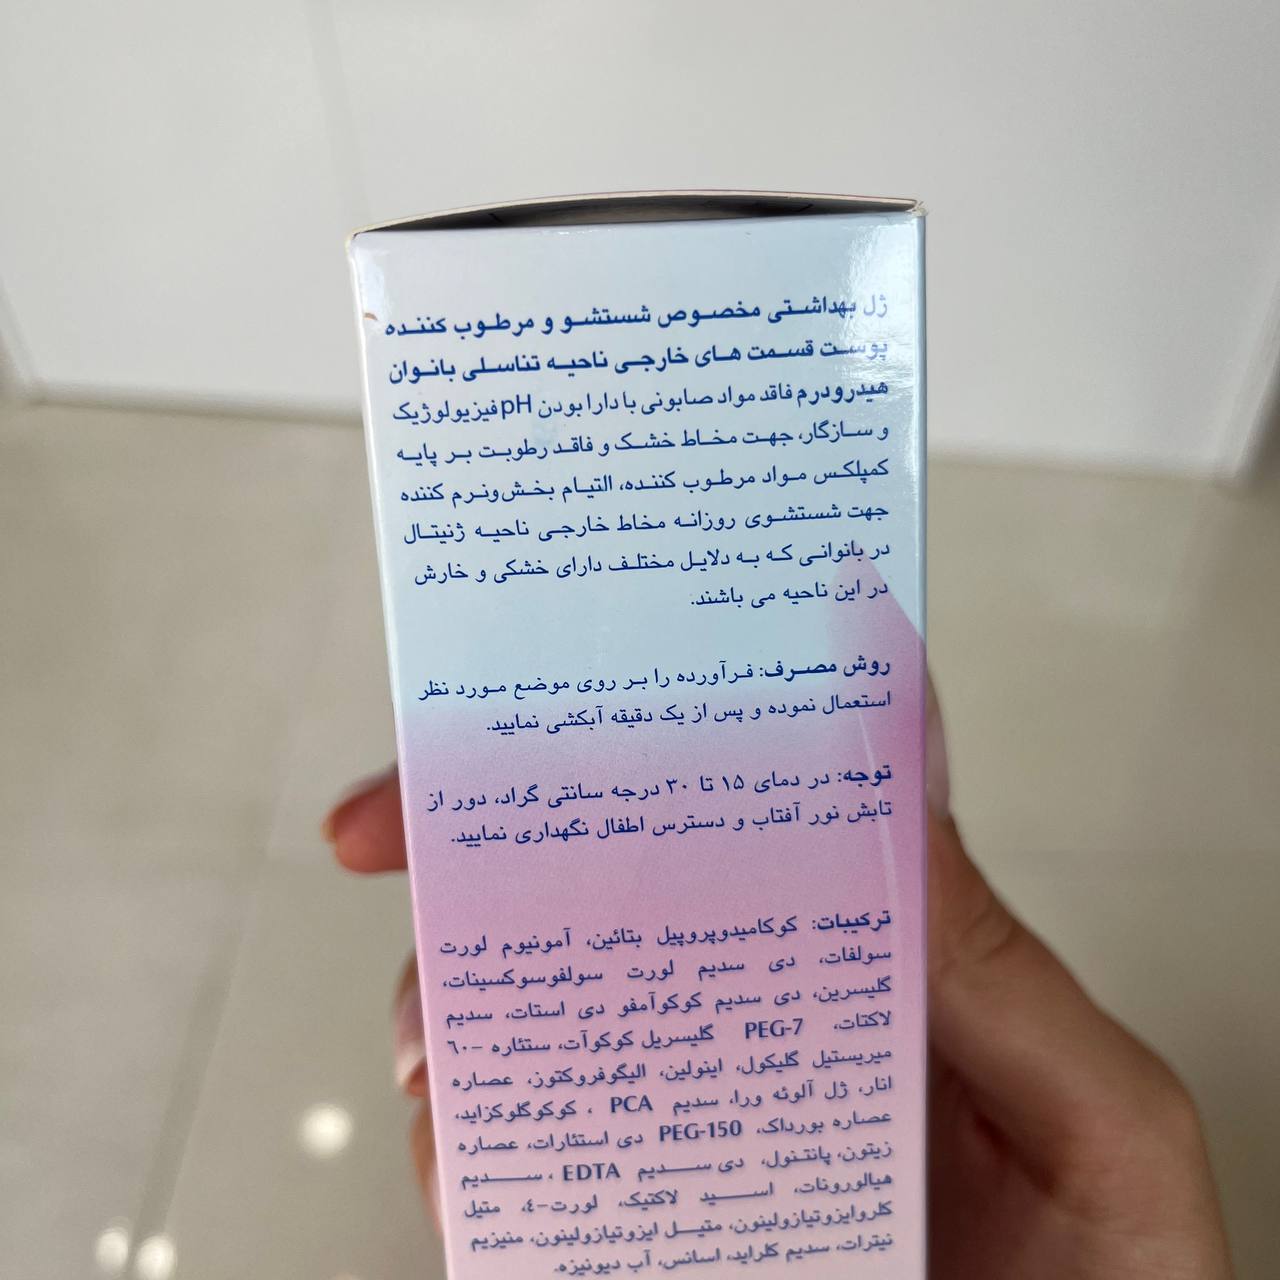 ژل بهداشتی مخصوص شستشو و مرطوب کننده
پوست قسمت های خارجی ناحیه تناسلی بانوان
هیدرودرم فاقد مواد صابونی با دارا بودن pH فیزیولوژیک
و سازگار، جهت مخاط خشک و فاقد رطوبت بر پایه
کمپلکس مواد مرطوب کننده، التیام بخش و نرم کننده
جهت شستشوی روزانه مخاط خارجی ناحیه ژنیتال
در بانوانی که به دلایل مختلف دارای خشکی و خارش
در این ناحیه می باشند.
روش مصرف: فرآورده را بر روی موضع مورد نظر
استعمال نموده و پس از یک دقیقه آبکشی نمایید.
توجه: در دمای ۱۵ تا ۳۰ درجه سانتی گراد، دور از
تابش نور آفتاب و دسترس اطفال نگهداری نمایید.
ترکیبات: کوکامیدوپروپیل بتائین، آمونیوم لورت
سولفات، دی سدیم لورت سولفوسوکسینات،
گلیسرین، دی سدیم کوکوآمفو دی استات، سدیم
لاکتات، PEG-7 گلیسریل کوکوآت، ستئاره -٦٠
میریستیل گلیکول، اینولین، الیگوفروکتوز، عصاره
انار، ژل آلوئه ورا، سدیم PCA ، کوکوگلوکزاید،
عصاره بورداک، PEG-150 دی استئارات، عصاره
زیتون، پانتنول، دی سدیم EDTA ، سدیم
هیالورونات، اسید لاکتیک، لورت-٤، متیل
کلروایزوتیازولینون، متیل ایزوتیازولینون، منیزیم
نیترات، سدیم کلراید، اسانس، آب دیونیزه.